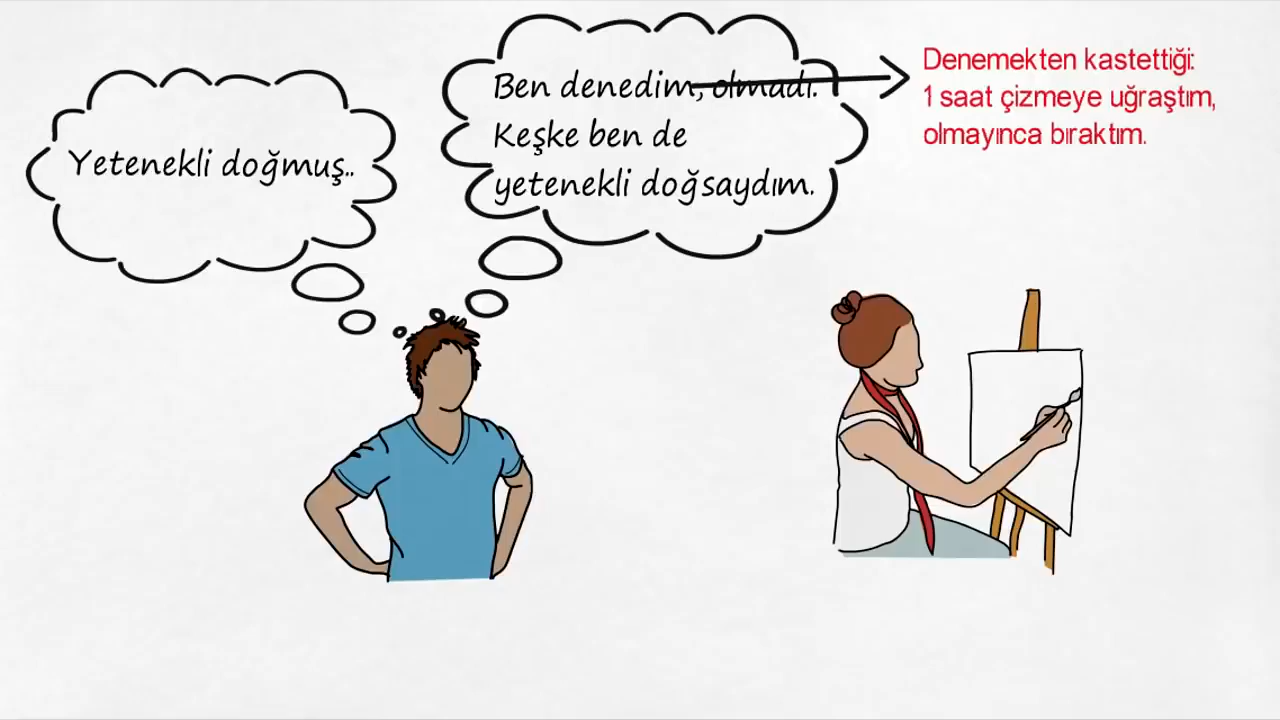 Yetenekli doğmuş..
Ben denedim, olmadı.
Keşke ben de
yetenekli doğsaydım.
Denemekten kastettiği:
1 saat çizmeye uğraştım,
olmayınca bıraktım.